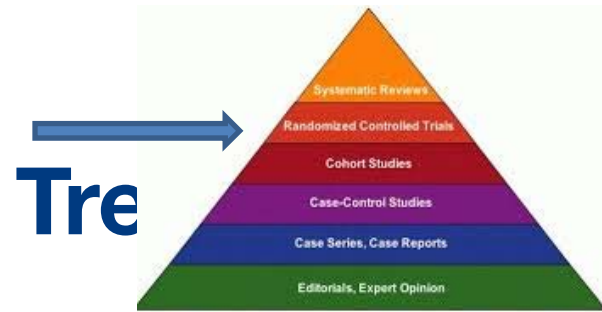 Systematic Reviews
Randomized Controlled Trials
Cohort Studies
Tre
Case-Control Studies
Case Series, Case Reports
Editorials, Expert Opinion